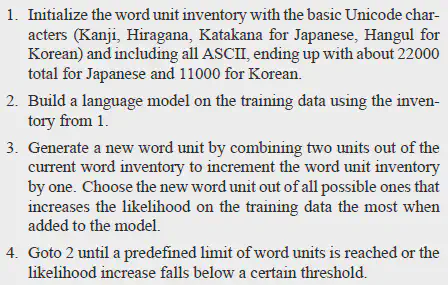 1. Initialize the word unit inventory with the basic Unicode char-
acters (Kanji, Hiragana, Katakana for Japanese, Hangul for
Korean) and including all ASCII, ending up with about 22000
total for Japanese and 11000 for Korean.
2. Build a language model on the training data using the inven-
tory from 1.
3. Generate a new word unit by combining two units out of the
current word inventory to increment the word unit inventory
by one. Choose the new word unit out of all possible ones that
increases the likelihood on the training data the most when
added to the model.
4. Goto 2 until a predefined limit of word units is reached or the
likelihood increase falls below a certain threshold.